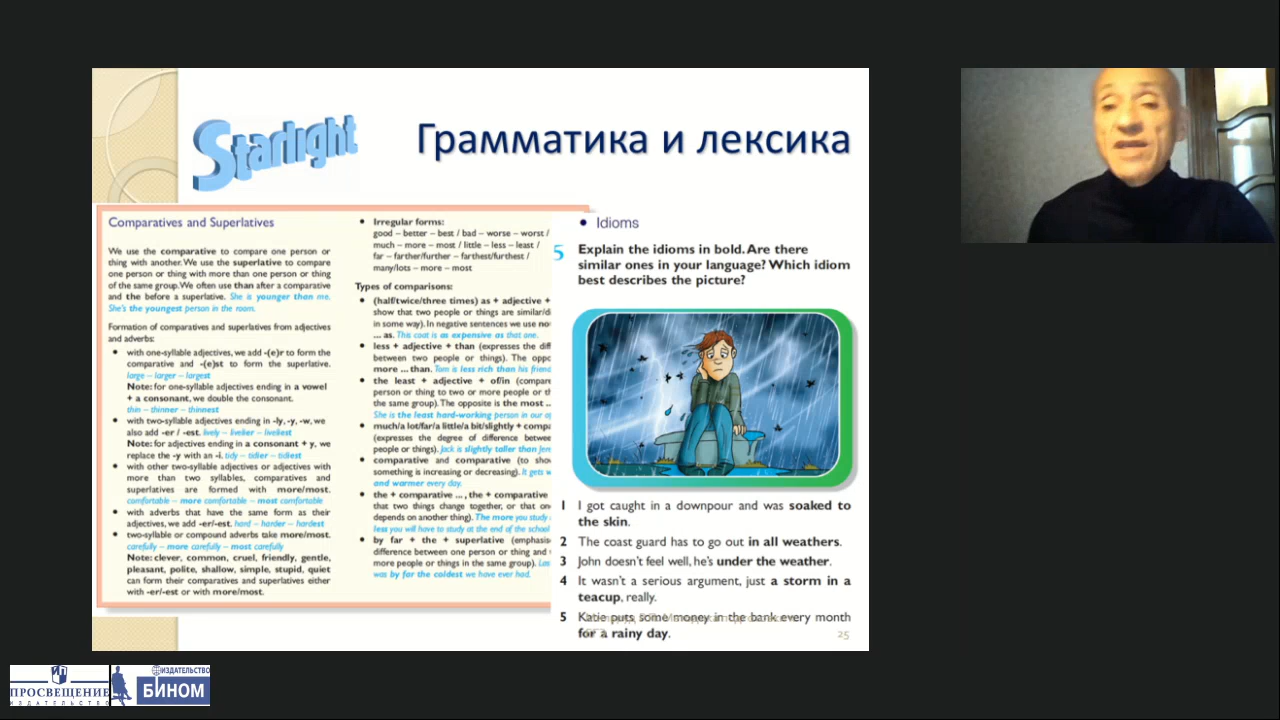 Starlight
Грамматика и лексика
Comparatives and Superlatives
We use the comparative to compare one person or
thing with another. We use the superlative to compare
one person or thing with more than one person or thing
of the same group. We often use than after a comparative
and the before a superlative. She is younger than me.
She's the youngest person in the room.
Formation of comparatives and superlatives from adjectives
and adverbs:
• with one-syllable adjectives, we add -(e)r to form the
comparative and -(e)st to form the superlative.
large – larger – largest
Note: for one-syllable adjectives ending in a vowel
+ a consonant, we double the consonant.
thin – thinner – thinnest
• with two-syllable adjectives ending in -ly, -y, -w, we
also add -er / -est. lively – livelier – liveliest
Note: for adjectives ending in a consonant + y, we
replace the -y with an -i. tidy – tidier – tidiest
• with other two-syllable adjectives or adjectives with
more than two syllables, comparatives and
superlatives are formed with more/most.
comfortable – more comfortable – most comfortable
• with adverbs that have the same form as their
adjectives, we add -er/-est. hard – harder – hardest
• two-syllable or compound adverbs take more/most.
carefully – more carefully – most carefully
Note: clever, common, cruel, friendly, gentle,
pleasant, polite, shallow, simple, stupid, quiet
can form their comparatives and superlatives either
with -er/-est or with more/most.
• Irregular forms:
good – better – best / bad – worse – worst /
much – more – most / little – less – least /
far – farther/further – farthest/furthest /
many/lots – more – most
Types of comparisons:
• (half/twice/three times) as + adjective +
show that two people or things are similar/d
in some way). In negative sentences we use no
... as. This coat is as expensive as that one.
• less + adjective + than (expresses the diff
between two people or things). The oppo
more ... than. Tom is less rich than his friend
• the least + adjective + of/in (compare
person or thing to two or more people or th
the same group). The opposite is the most ..
She is the least hard-working person in our o
• much/a lot/far/a little/a bit/slightly + compa
(expresses the degree of difference betwee
people or things). Jack is slightly taller than Jen
• comparative and comparative (to show
something is increasing or decreasing). It gets w
and warmer every day.
• the + comparative ... , the + comparative
that two things change together, or that one
depends on another thing). The more you study
less you will have to study at the end of the school
• by far + the + superlative (emphasis
difference between one person or thing and
more people or things in the same group). Las
was by far the coldest we have ever had.
• Idioms
5 Explain the idioms in bold. Are there
similar ones in your language? Which idiom
best describes the picture?
1 I got caught in a downpour and was soaked to
the skin.
2 The coast guard has to go out in all weathers.
3 John doesn't feel well, he's under the weather.
4 It wasn't a serious argument, just a storm in a
teacup, really.
5 Katie puts some money in the bank every month
for a rainy day.
25
ПРОСВЕЩЕНИЕ
ИЗДАТЕЛЬСТВО
ИЗДАТЕЛЬСТВО
БИНОМ